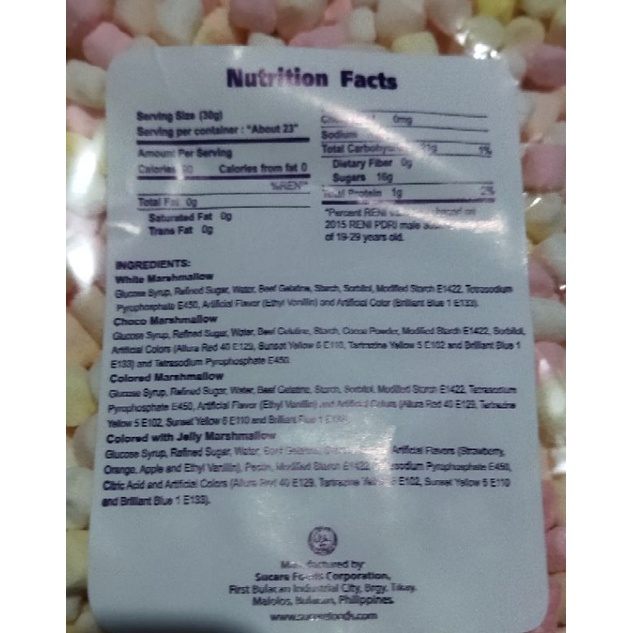 Nutrition Facts
Serving Size (30g)
Serving per container : "About 23"
Amount Per Serving
Calories Calories from fat 0
%RENI*
Total Fat 0g
Saturated Fat 0g
Trans Fat 0g
0mg
Sodium
Total Carbohydrate 21g
Dietary Fiber 0g
Sugars 16g
Total Protein 1g 2%
*Percent RENI based on
2015 RENI PDRI male
of 19-29 years old.
INGREDIENTS:
White Marshmallow
Glucose Syrup, Refined Sugar, Water, Beef Gelatine, Starch, Sorbitol, Modified Starch E1422, Tetrasodium
Pyrophosphate E450, Artificial Flavor (Ethyl Vanillin) and Artificial Color (Brilliant Blue 1 E133).
Choco Marshmallow
Glucose Syrup, Refined Sugar, Water, Beef Gelatine, Starch, Cocoa Powder, Modified Starch E1422, Sorbitol,
Artificial Colors (Allura Red 40 E129, Sunset Yellow 6 E110, Tartrazine Yellow 5 E102 and Brilliant Blue 1
E133) and Tetrasodium Pyrophosphate E450.
Colored Marshmallow
Glucose Syrup, Refined Sugar, Water, Beef Gelatine, Starch, Sorbitol, Modified Starch E1422, Tetrasodium
Pyrophosphate E450, Artificial Flavor (Ethyl Vanillin) and Artificial Colors (Allura Red 40 E129, Tartrazine
Yellow 5 E102, Sunset Yellow 6 E110 and Brilliant Blue 1
Colored with Jelly Marshmallow
Glucose Syrup, Refined Sugar, Water, Beef Gelatine, Artificial Flavors (Strawberry,
Orange, Apple and Ethyl Vanillin), Pectin, Modified Starch E1422, Tetrasodium Pyrophosphate E450,
Citric Acid and Artificial Colors (Allura Red 40 E129, Tartrazine Yellow 5 E102, Sunset Yellow 6 E110
and Brilliant Blue 1 E133).
Manufactured by:
Sucere Foods Corporation,
First Bulacan Industrial City, Brgy. Tikay,
Malolos, Bulacan, Philippines
www.sucerefoods.com